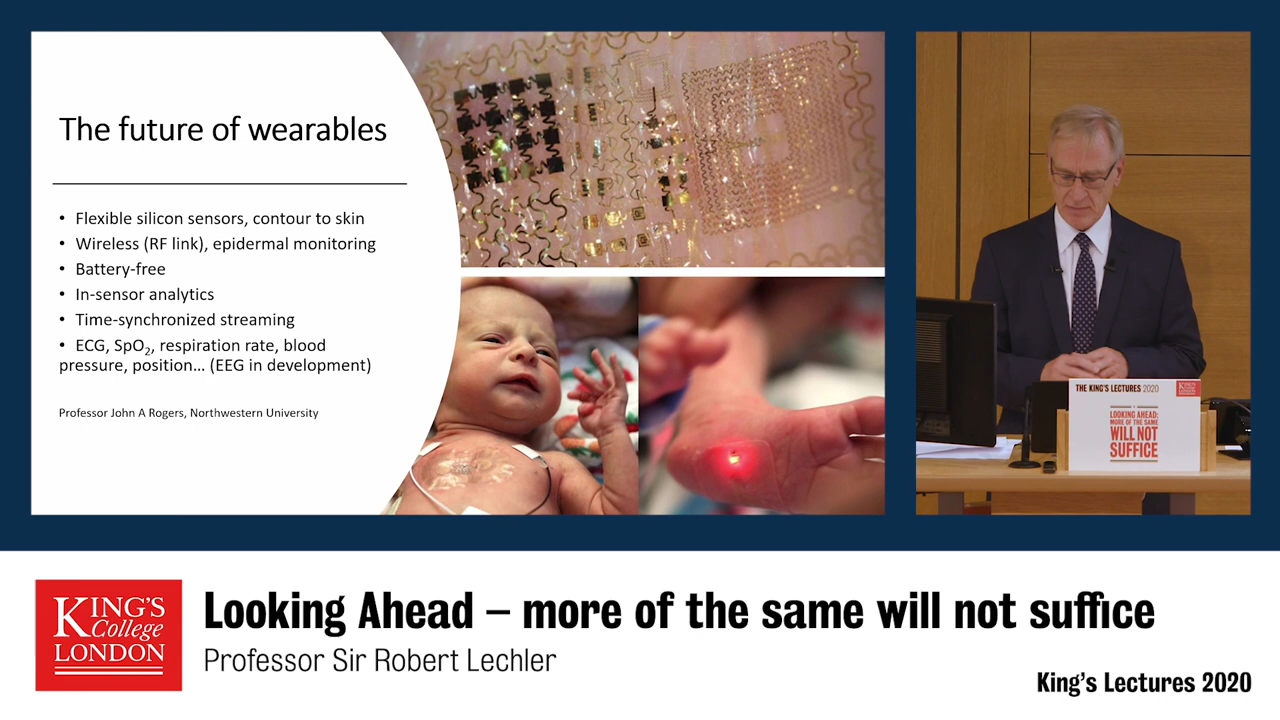 The future of wearables
• Flexible silicon sensors, contour to skin
• Wireless (RF link), epidermal monitoring
• Battery-free
• In-sensor analytics
• Time-synchronized streaming
• ECG, SpO₂, respiration rate, blood
pressure, position... (EEG in development)
Professor John A Rogers, Northwestern University
THE KING'S LECTURES 2020
KING'S
College
LONDON
LOOKING AHEAD:
MORE OF THE SAME
WILL NOT
SUFFICE
KING'S
College
LONDON
Looking Ahead – more of the same will not suffice
Professor Sir Robert Lechler
King's Lectures 2020